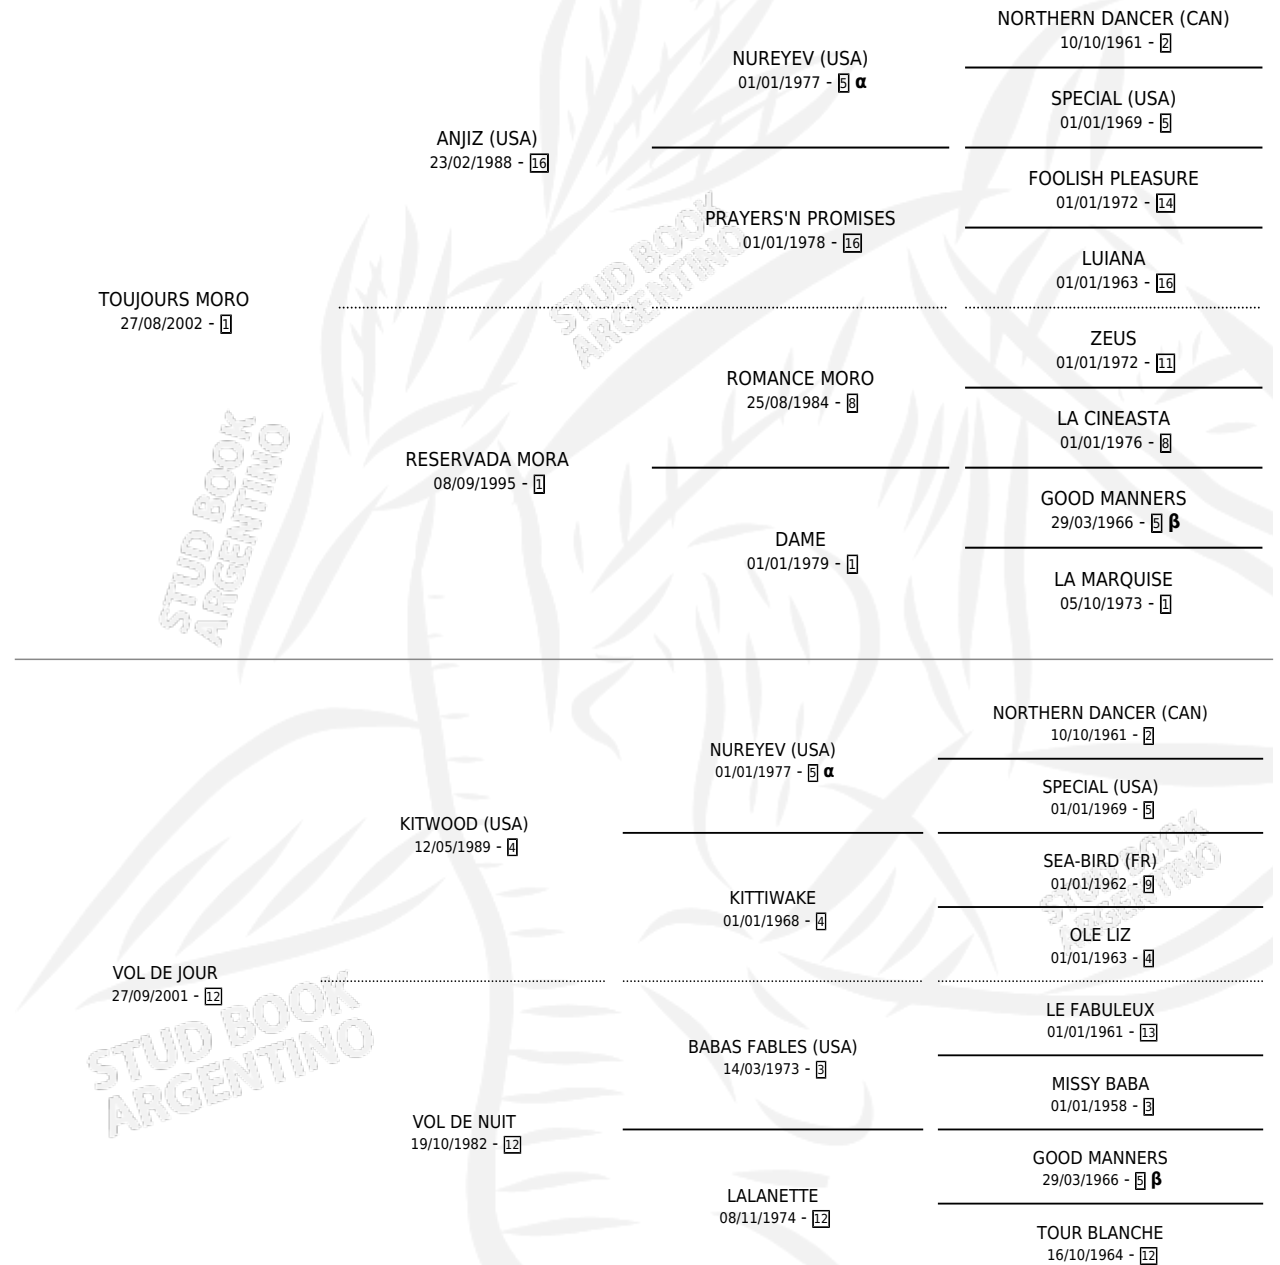 NORTHERN DANCER (CAN)
10/10/1961 - 2
NUREYEV (USA)
01/01/1977 - 5 α
SPECIAL (USA)
01/01/1969 - 5
ANJIZ (USA)
23/02/1988 - 16
FOOLISH PLEASURE
01/01/1972 - 14
PRAYERS'N PROMISES
01/01/1978 - 16
LUIANA
01/01/1963 - 16
TOUJOURS MORO
27/08/2002 - 1
ZEUS
01/01/1972 - 11
ROMANCE MORO
25/08/1984 - 8
LA CINEASTA
01/01/1976 - 8
RESERVADA MORA
08/09/1995 - 1
GOOD MANNERS
29/03/1966 - 5 β
DAME
01/01/1979 - 1
LA MARQUISE
05/10/1973 - 1
STUD BOOK
ARGENTINO
STUD BOOK
ARGENTINO
NORTHERN DANCER (CAN)
10/10/1961 - 2
NUREYEV (USA)
01/01/1977 - 5 α
SPECIAL (USA)
01/01/1969 - 5
KITWOOD (USA)
12/05/1989 - 4
SEA-BIRD (FR)
01/01/1962 - 9
KITTIWAKE
01/01/1968 - 4
OLE LIZ
01/01/1963 - 4
VOL DE JOUR
27/09/2001 - 12
LE FABULEUX
01/01/1961 - 13
BABAS FABLES (USA)
14/03/1973 - 3
MISSY BABA
01/01/1958 - 3
VOL DE NUIT
19/10/1982 - 12
GOOD MANNERS
29/03/1966 - 5 β
LALANETTE
08/11/1974 - 12
TOUR BLANCHE
16/10/1964 - 12
STUD BOOK
ARGENTINO
STUD BOOK
ARGENTINO